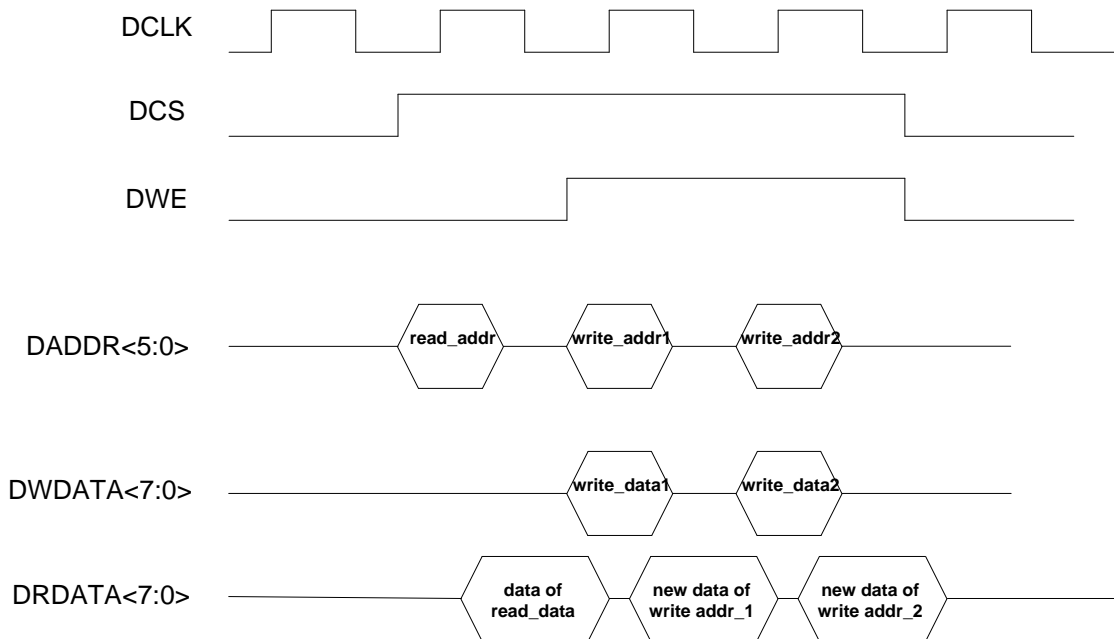 DCLK
DCS
DWE
DADDR<5:0>
read_addr
write_addr1
write_addr2
DWDATA<7:0>
write_data1
write_data2
DRDATA<7:0>
data of
read_data
new data of
write addr_1
new data of
write addr_2